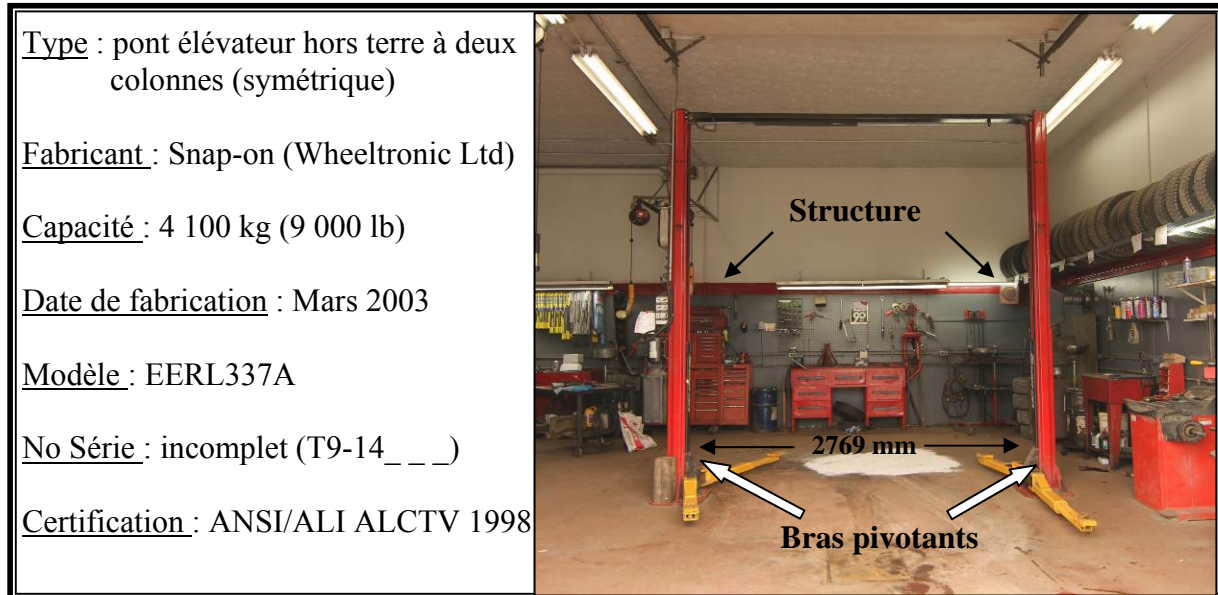 Type : pont élévateur hors terre à deux
colonnes (symétrique)
Fabricant : Snap-on (Wheeltronic Ltd)
Capacité : 4 100 kg (9 000 lb)
Date de fabrication : Mars 2003
Modèle : EERL337A
No Série : incomplet (T9-14_ _ _)
Certification : ANSI/ALI ALCTV 1998
Structure
99
2769 mm
Bras pivotants